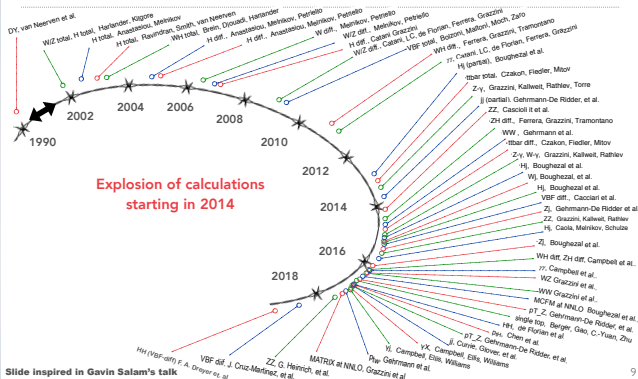 DY, van Neerven et al.
W/Z total, H total, Harlander, Kilgore
H total, Anastasiou, Melnikov
H total, Ravindran, Smith, van Neerven
WH total, Brein, Djouadi, Harlander
H diff., Anastasiou, Melnikov, Petriello
H diff., Anastasiou, Melnikov, Petriello
W diff., Melnikov, Petriello
W/Z diff., Melnikov, Petriello
H diff., Catani Grazzini
W/Z diff., Catani, LC, de Florian, Ferrera, Grazzini
VBF total, Bolzoni, Maltoni, Moch, Zaro
WH diff., Ferrera, Grazzini, Tramontano
γγ, Catani, LC, de Florian, Ferrera, Grazzini
Hj (partial), Boughezal et al.
ttbar total, Czakon, Fiedler, Mitov
Z-γ, Grazzini, Kallweit, Rathlev, Torre
jj (partial), Gehrmann-De Ridder, et al.
ZZ, Cascioli it et al.
ZH diff., Ferrera, Grazzini, Tramontano
WW, Gehrmann et al.
ttbar diff., Czakon, Fiedler, Mitov
Z-γ, W-γ, Grazzini, Kallweit, Rathlev
Hj, Boughezal et al.
Wj, Boughezal, et al.
Hj, Boughezal et al.
VBF diff., Cacciari et al.
Zj, Gehrmann-De Ridder et al
ZZ, Grazzini, Kallweit, Rathlev
Hj, Caola, Melnikov, Schulze
Zj, Boughezal et al.
WH diff, ZH diff, Campbell et al..
γγ, Campbell et al..
WZ Grazzini et al..
WW Grazzini et al..
MCFM at NNLO Boughezal et al..
pT_Z, Gehrmann-De Ridder, et al..
single top, Berger, Gao, C.-Yuan, Zhu
HH, de Florian et al..
pH, Chen et al.
pT_Z, Gehrmann-De Ridder, et al.
jj, Currie, Glover, et al.
γX, Campbell, Ellis, Williams
γj, Campbell, Ellis, Williams
Gehrmann et al.
MATRIX at NNLO, Grazzini et al
ZZ, G. Heinrich, et al.
VBF diff, J. Cruz-Martinez, et al.
HH (VBF-diff) F. A. Dreyer et. al
1990
2002
2004
2006
2008
2010
2012
2014
2016
2018
Explosion of calculations
starting in 2014
Slide inspired in Gavin Salam's talk
9